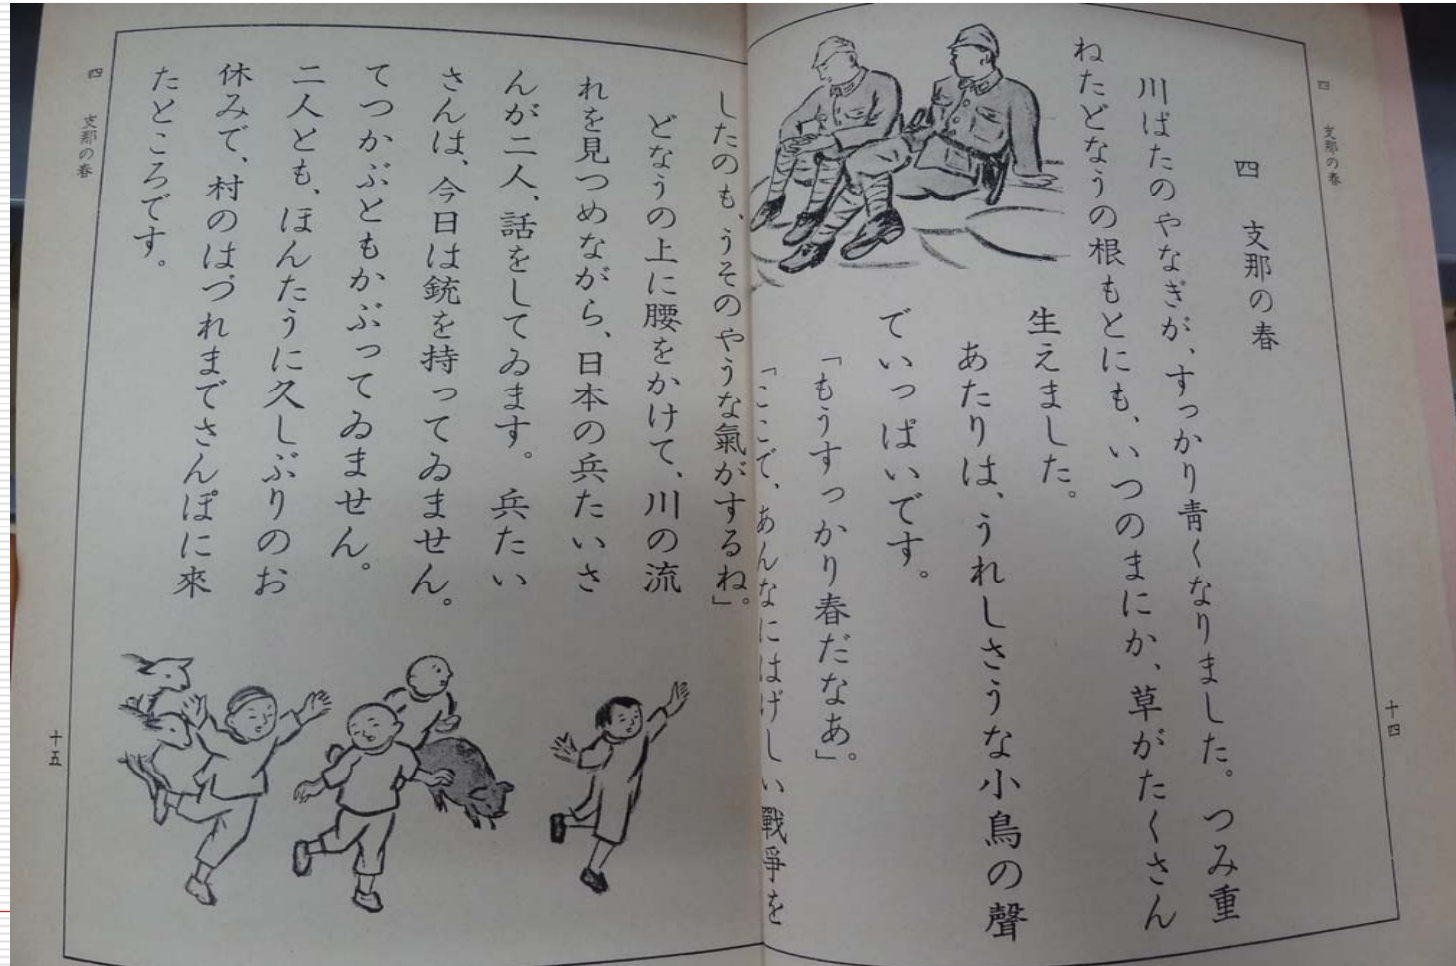 四 支那の春
四 支那の春
川ばたのやなぎが、すっかり青くなりました。つみ重
ねたどなうの根もとにも、いつのまにか、草がたくさん
生えました。
あたりは、うれしさうな小鳥の聲
でいっぱいです。
「もうすっかり春だなあ」。
「ここで、あんなにはげしい戰爭を
十四
したのも、うそのやうな氣がするね」。
どなうの上に腰をかけて、川の流
れを見つめながら、日本の兵たいさ
んが二人、話をしてゐます。兵たい
さんは、今日は銃を持ってゐません。
てつかぶともかぶってゐません。
二人とも、ほんたうに久しぶりのお
休みで、村のはづれまでさんぽに來
たところです。
四 支那の春
十五